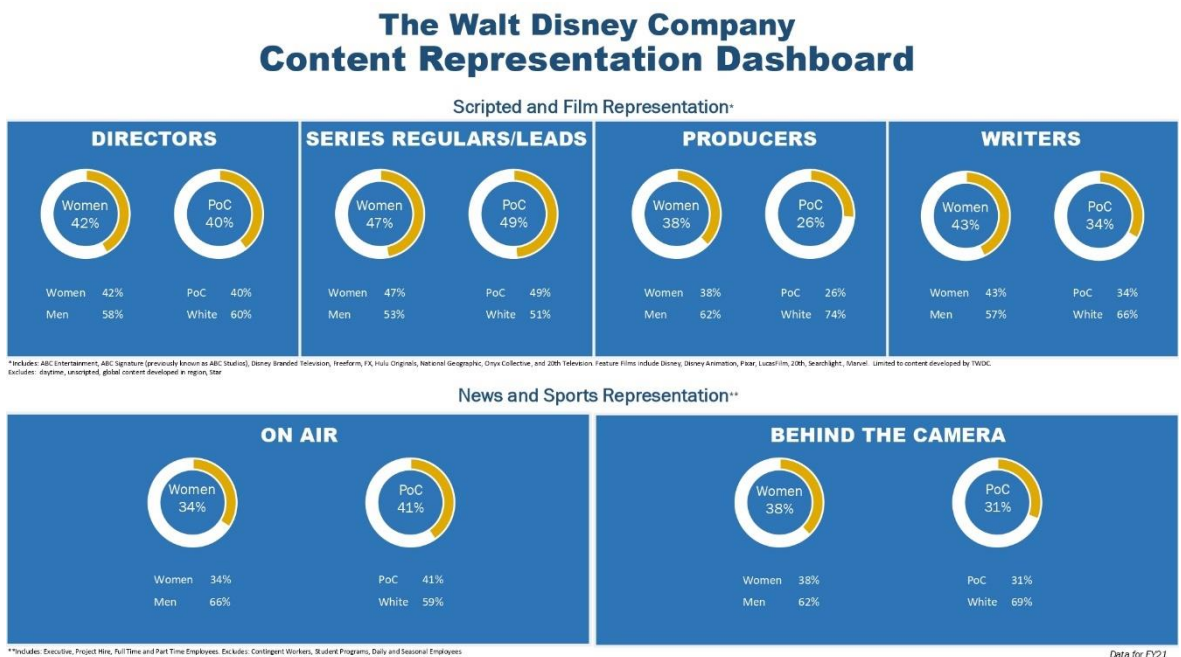 The Walt Disney Company
Content Representation Dashboard
Scripted and Film Representation*
DIRECTORS
Women
42%
PoC
40%
Women 42%
Men 58%
PoC 40%
White 60%
SERIES REGULARS/LEADS
Women
47%
PoC
49%
Women 47%
Men 53%
PoC 49%
White 51%
PRODUCERS
Women
38%
PoC
26%
Women 38%
Men 62%
PoC 26%
White 74%
WRITERS
Women
43%
PoC
34%
Women 43%
Men 57%
PoC 34%
White 66%
*Includes: ABC Entertainment, ABC Signature (previously known as ABC Studios), Disney Branded Television, Freeform, FX, Hulu Originals, National Geographic, Onyx Collective, and 20th Television. Feature Films include Disney, Disney Animation, Pixar, LucasFilm, 20th, Searchlight, Marvel. Limited to content developed by TWDC.
Excludes: daytime, unscripted, global content developed in region, Star
News and Sports Representation**
ON AIR
Women
34%
PoC
41%
Women 34%
Men 66%
PoC 41%
White 59%
BEHIND THE CAMERA
Women
38%
PoC
31%
Women 38%
Men 62%
PoC 31%
White 69%
**Includes: Executive, Project Hire, Full Time and Part Time Employees. Excludes: Contingent Workers, Student Programs, Daily and Seasonal Employees
Data for FY21